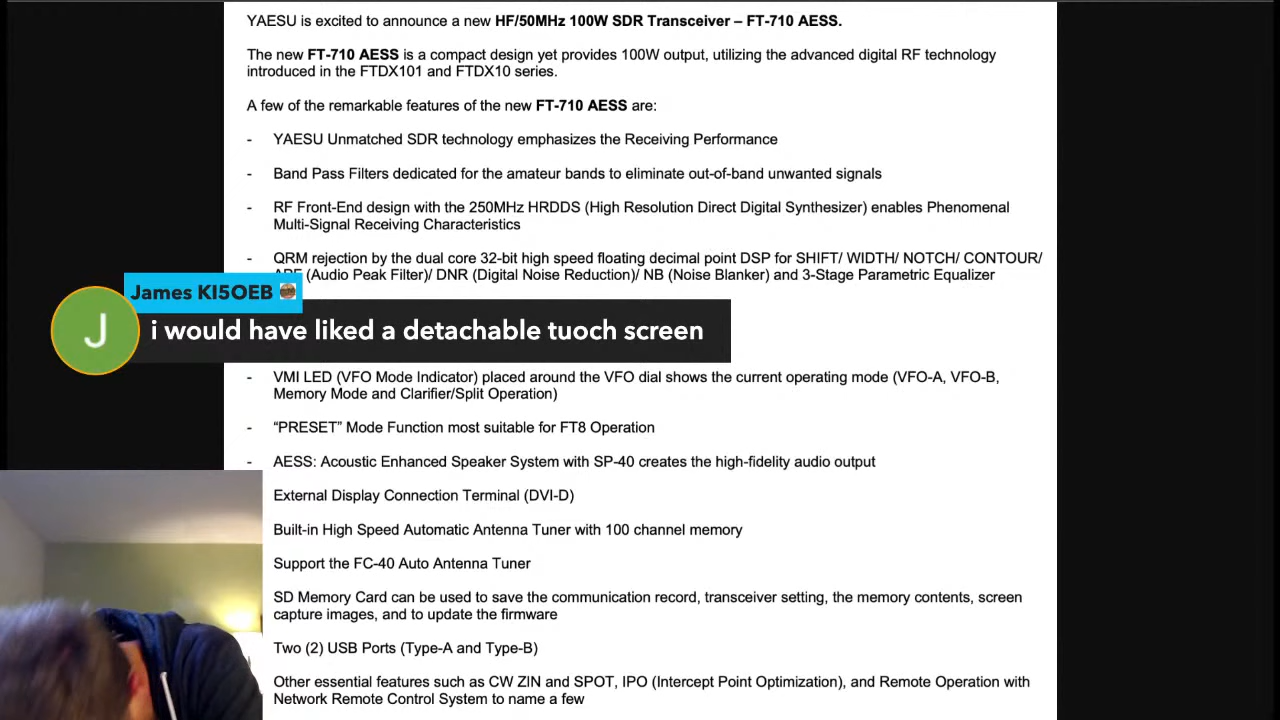 YAESU is excited to announce a new HF/50MHz 100W SDR Transceiver – FT-710 AESS.
The new FT-710 AESS is a compact design yet provides 100W output, utilizing the advanced digital RF technology
introduced in the FTDX101 and FTDX10 series.
A few of the remarkable features of the new FT-710 AESS are:
- YAESU Unmatched SDR technology emphasizes the Receiving Performance
- Band Pass Filters dedicated for the amateur bands to eliminate out-of-band unwanted signals
- RF Front-End design with the 250MHz HRDDS (High Resolution Direct Digital Synthesizer) enables Phenomenal
Multi-Signal Receiving Characteristics
- QRM rejection by the dual core 32-bit high speed floating decimal point DSP for SHIFT/ WIDTH/ NOTCH/ CONTOUR/
(Audio Peak Filter)/ DNR (Digital Noise Reduction)/ NB (Noise Blanker) and 3-Stage Parametric Equalizer
James KI5OEB
J
i would have liked a detachable tuoch screen
- VMI LED (VFO Mode Indicator) placed around the VFO dial shows the current operating mode (VFO-A, VFO-B,
Memory Mode and Clarifier/Split Operation)
- “PRESET” Mode Function most suitable for FT8 Operation
- AESS: Acoustic Enhanced Speaker System with SP-40 creates the high-fidelity audio output
External Display Connection Terminal (DVI-D)
Built-in High Speed Automatic Antenna Tuner with 100 channel memory
Support the FC-40 Auto Antenna Tuner
SD Memory Card can be used to save the communication record, transceiver setting, the memory contents, screen
capture images, and to update the firmware
Two (2) USB Ports (Type-A and Type-B)
Other essential features such as CW ZIN and SPOT, IPO (Intercept Point Optimization), and Remote Operation with
Network Remote Control System to name a few